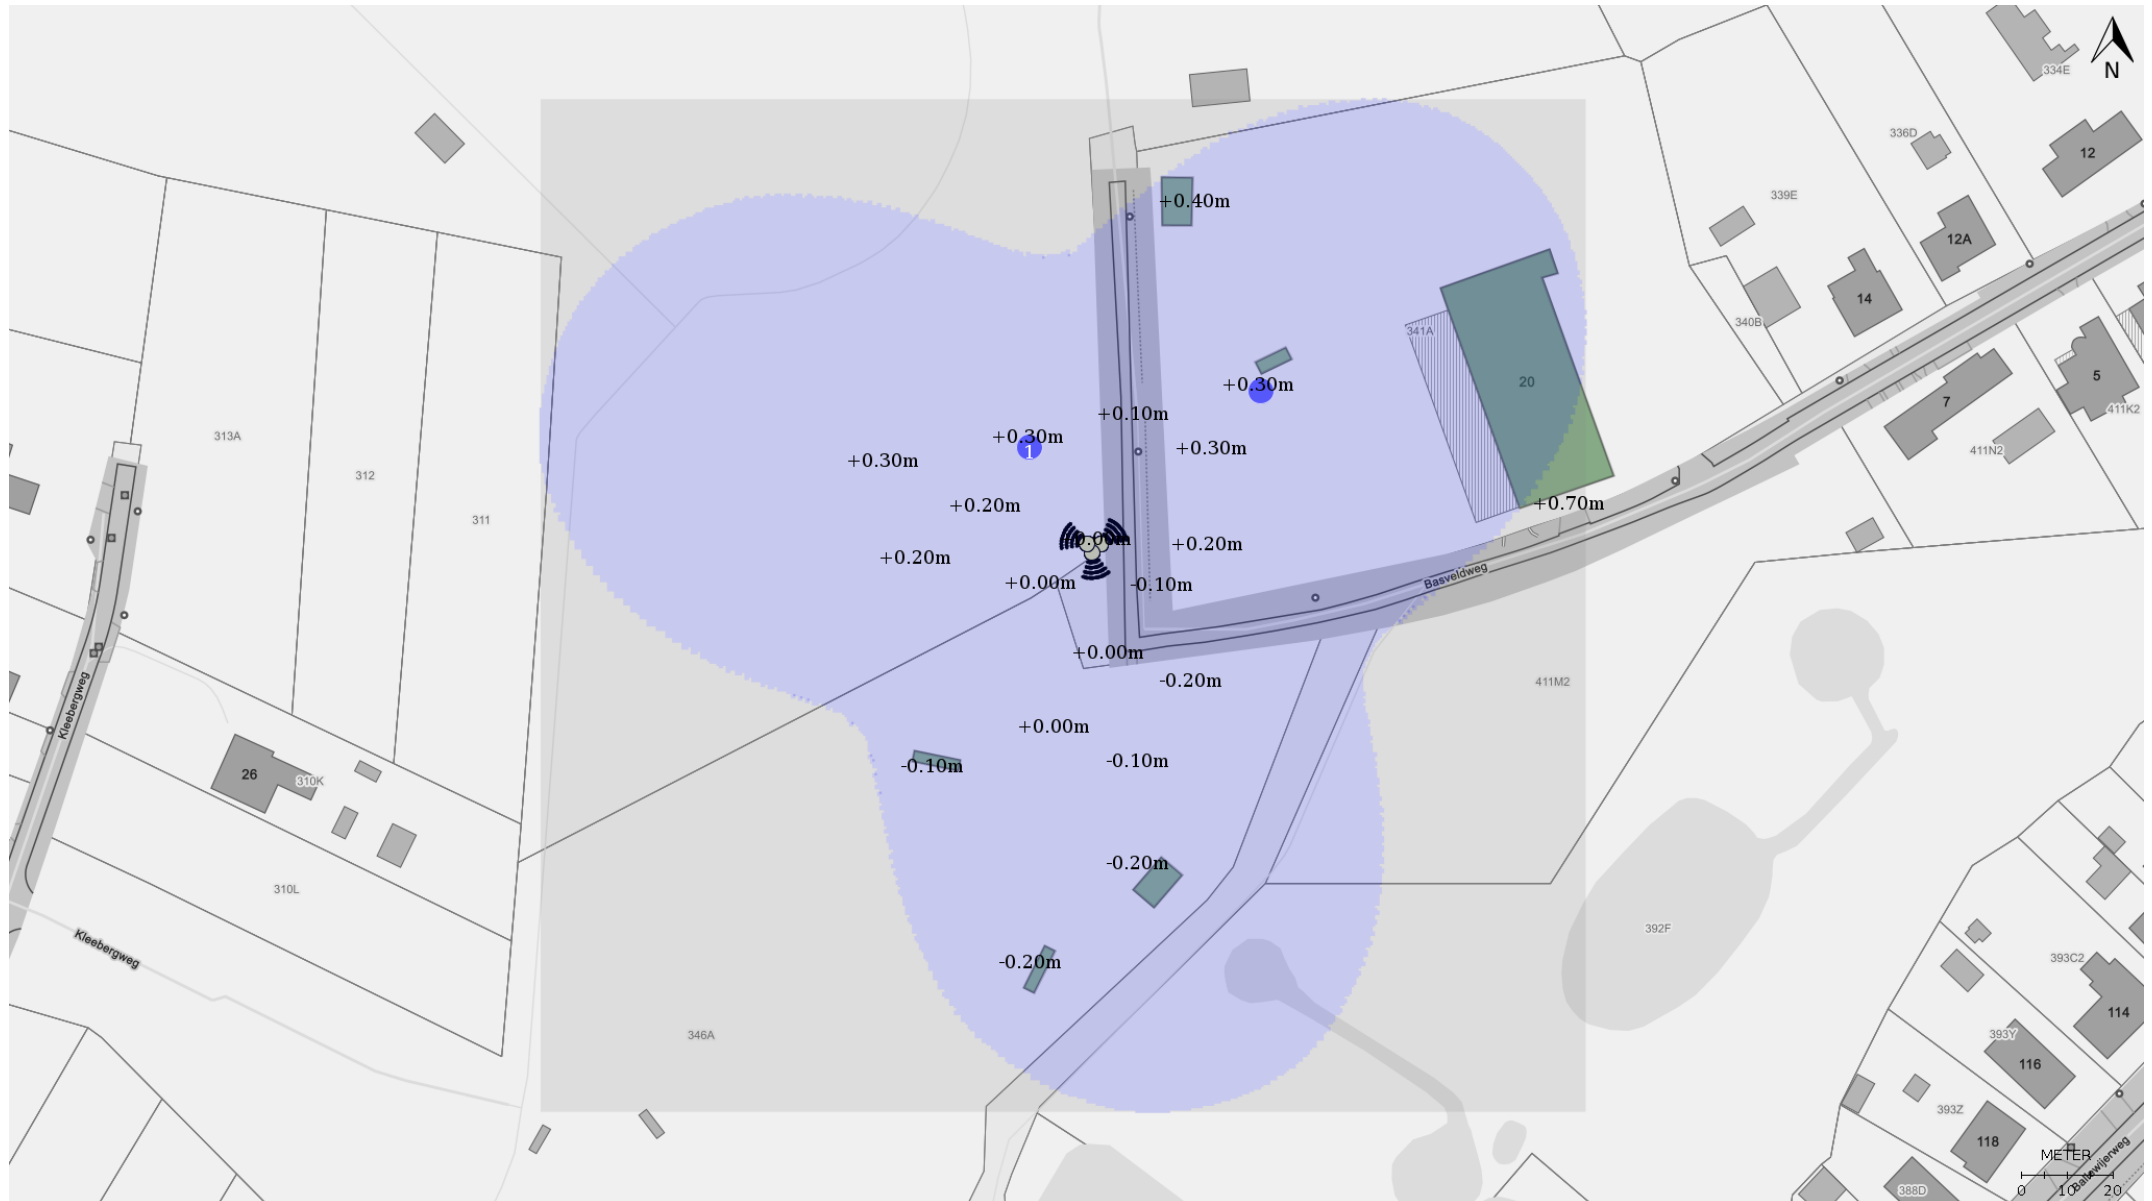 N
334E
12
336D
339E
12A
+0.40m
14
340B
341A
5
20
+0.30m
7
411K2
+0.10m
313A
+0.30m
1
+0.30m
+0.30m
411N2
312
+0.20m
+0.70m
311
+0.20m
+0.20m
Basveldweg
+0.00m
-0.10m
+0.00m
-0.20m
411M2
Kleebergweg
+0.00m
-0.10m
-0.10m
26
310K
-0.20m
310L
392F
Kleebergweg
-0.20m
393C2
114
346A
393Y
116
393Z
118
METER
388D
0 10 20